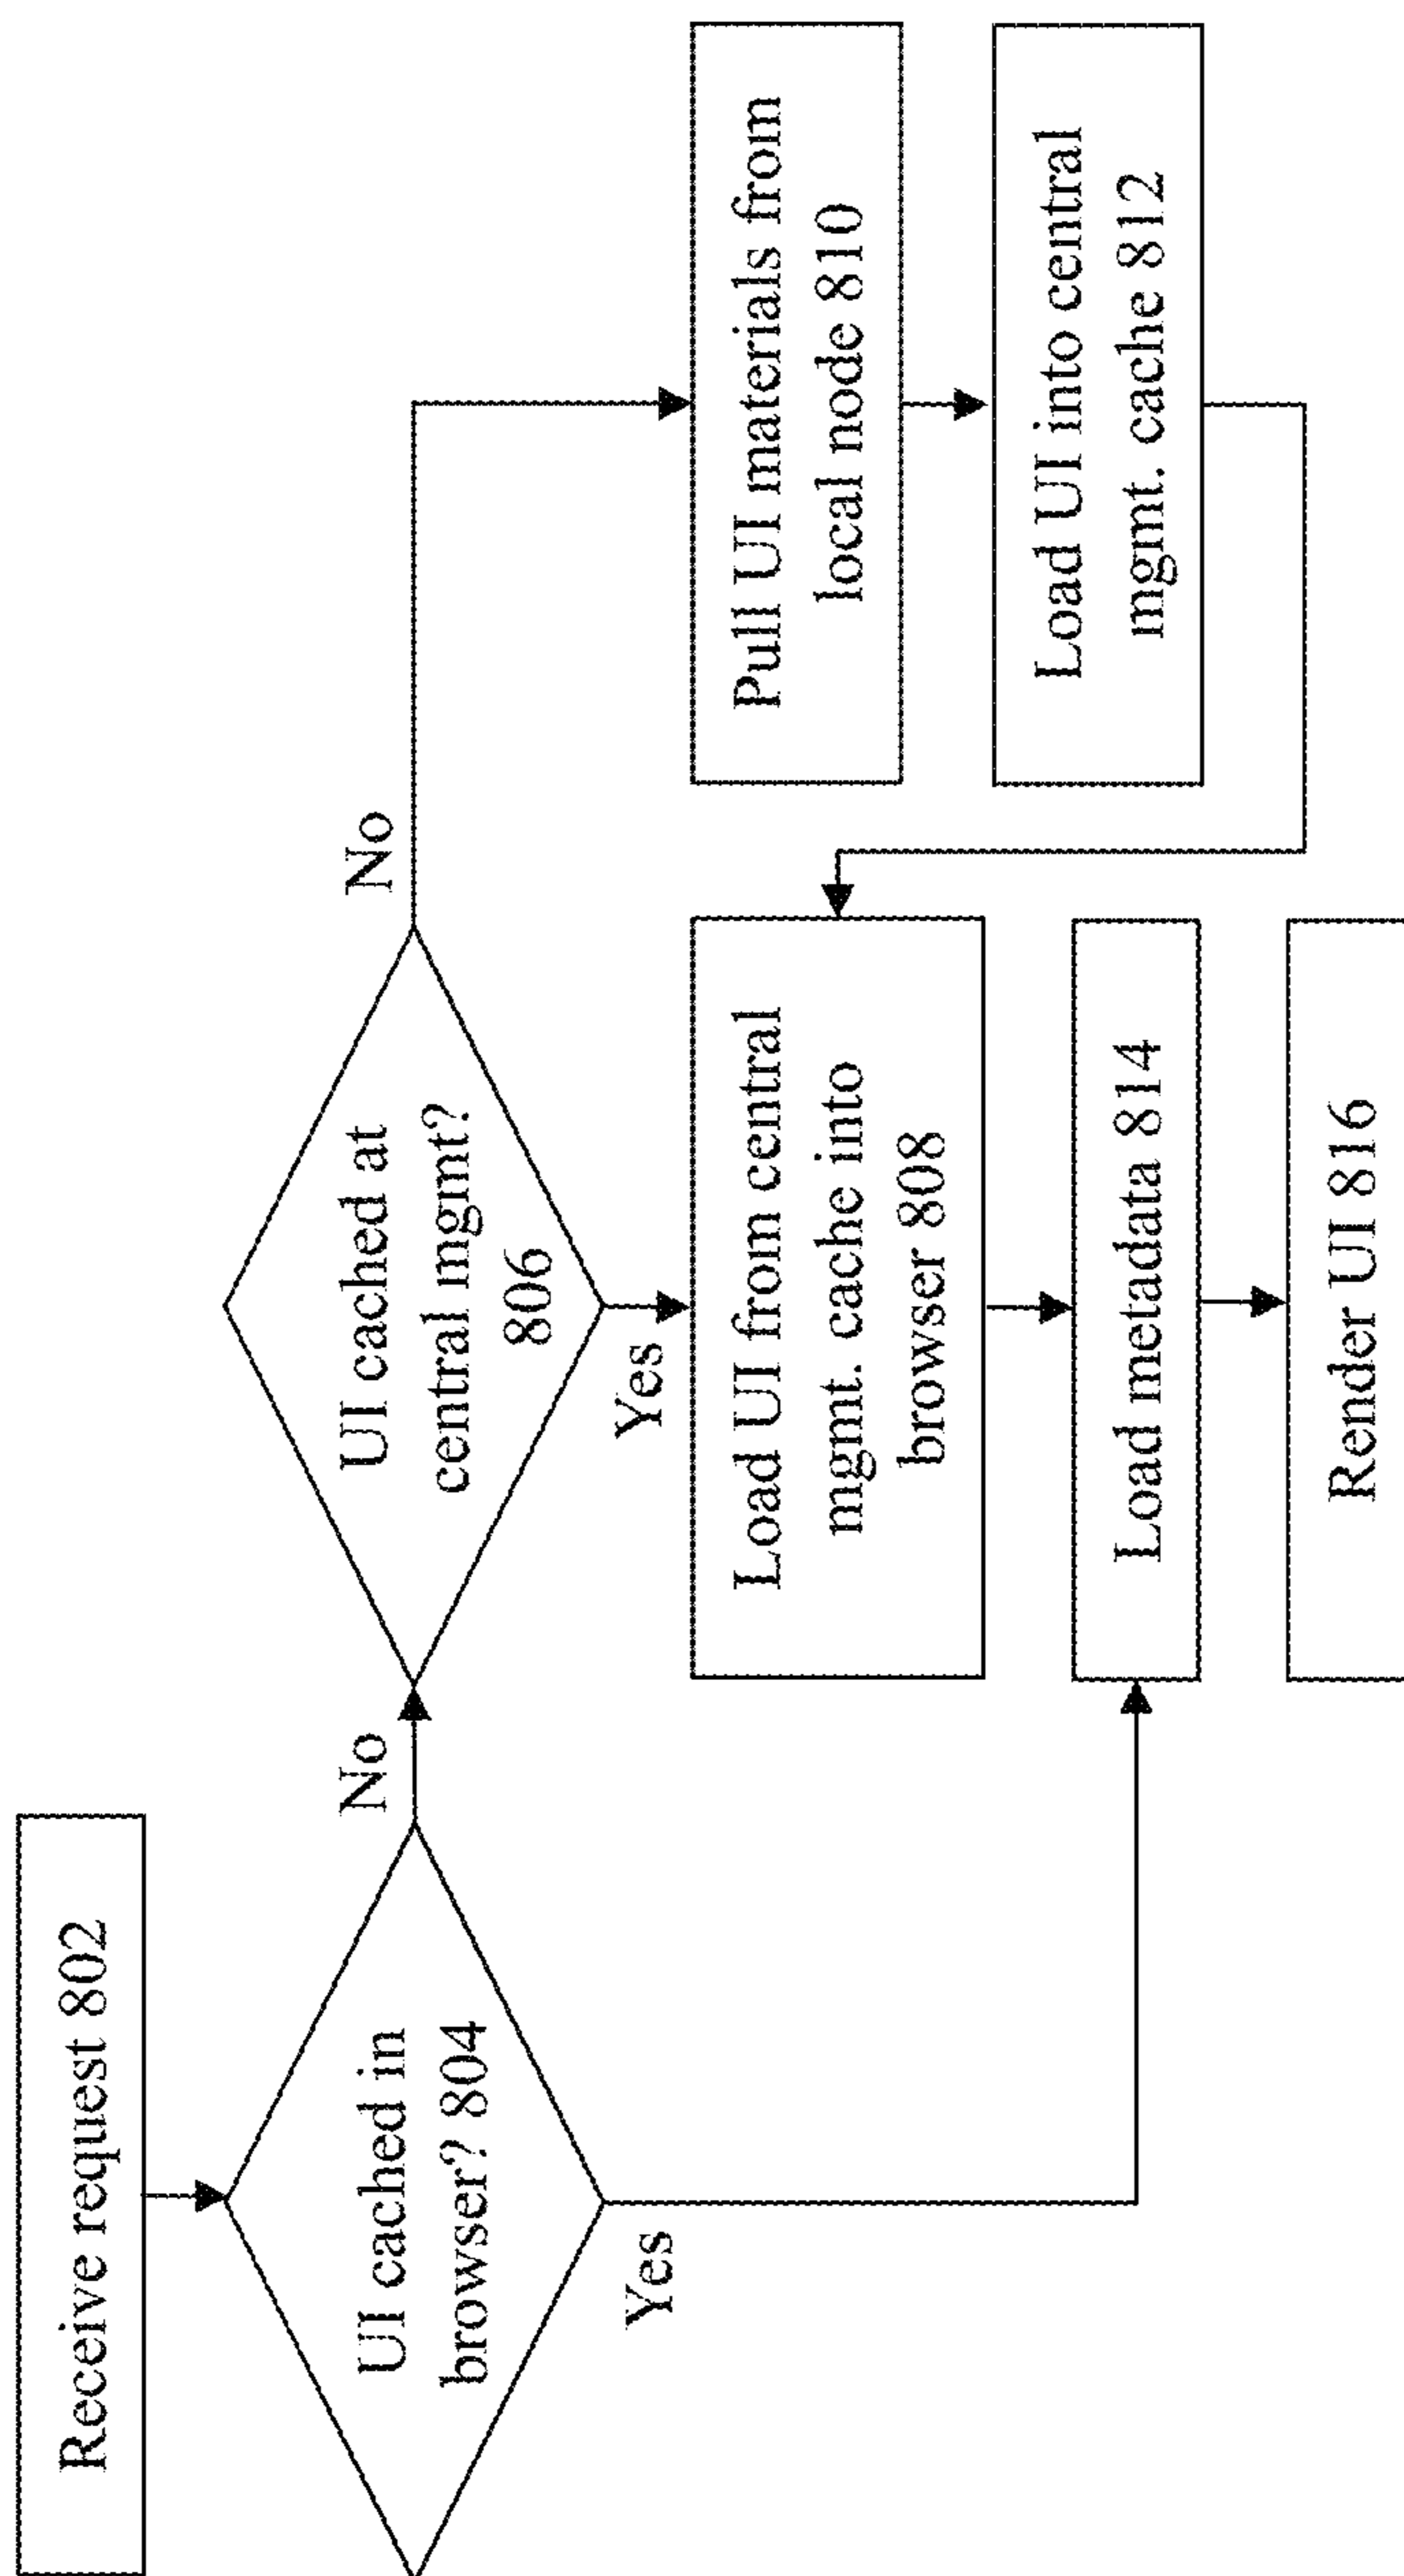 Receive request 802
UI cached in
browser? 804
No
Yes
UI cached at
central mgmt?
806
No
Yes
Load UI from central
mgmt. cache into
browser 808
Pull UI materials from
local node 810
Load UI into central
mgmt. cache 812
Load metadata 814
Render UI 816